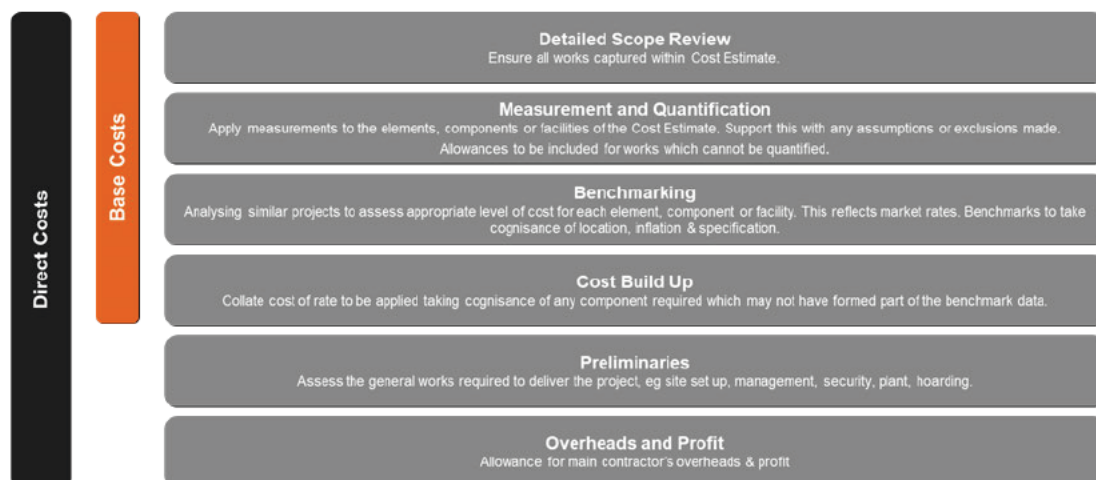 Direct Costs
Base Costs
Detailed Scope Review
Ensure all works captured within Cost Estimate.
Measurement and Quantification
Apply measurements to the elements, components or facilities of the Cost Estimate. Support this with any assumptions or exclusions made.
Allowances to be included for works which cannot be quantified.
Benchmarking
Analysing similar projects to assess appropriate level of cost for each element, component or facility. This reflects market rates. Benchmarks to take
cognisance of location, inflation & specification.
Cost Build Up
Collate cost of rate to be applied taking cognisance of any component required which may not have formed part of the benchmark data.
Preliminaries
Assess the general works required to deliver the project, eg site set up, management, security, plant, hoarding.
Overheads and Profit
Allowance for main contractor's overheads & profit